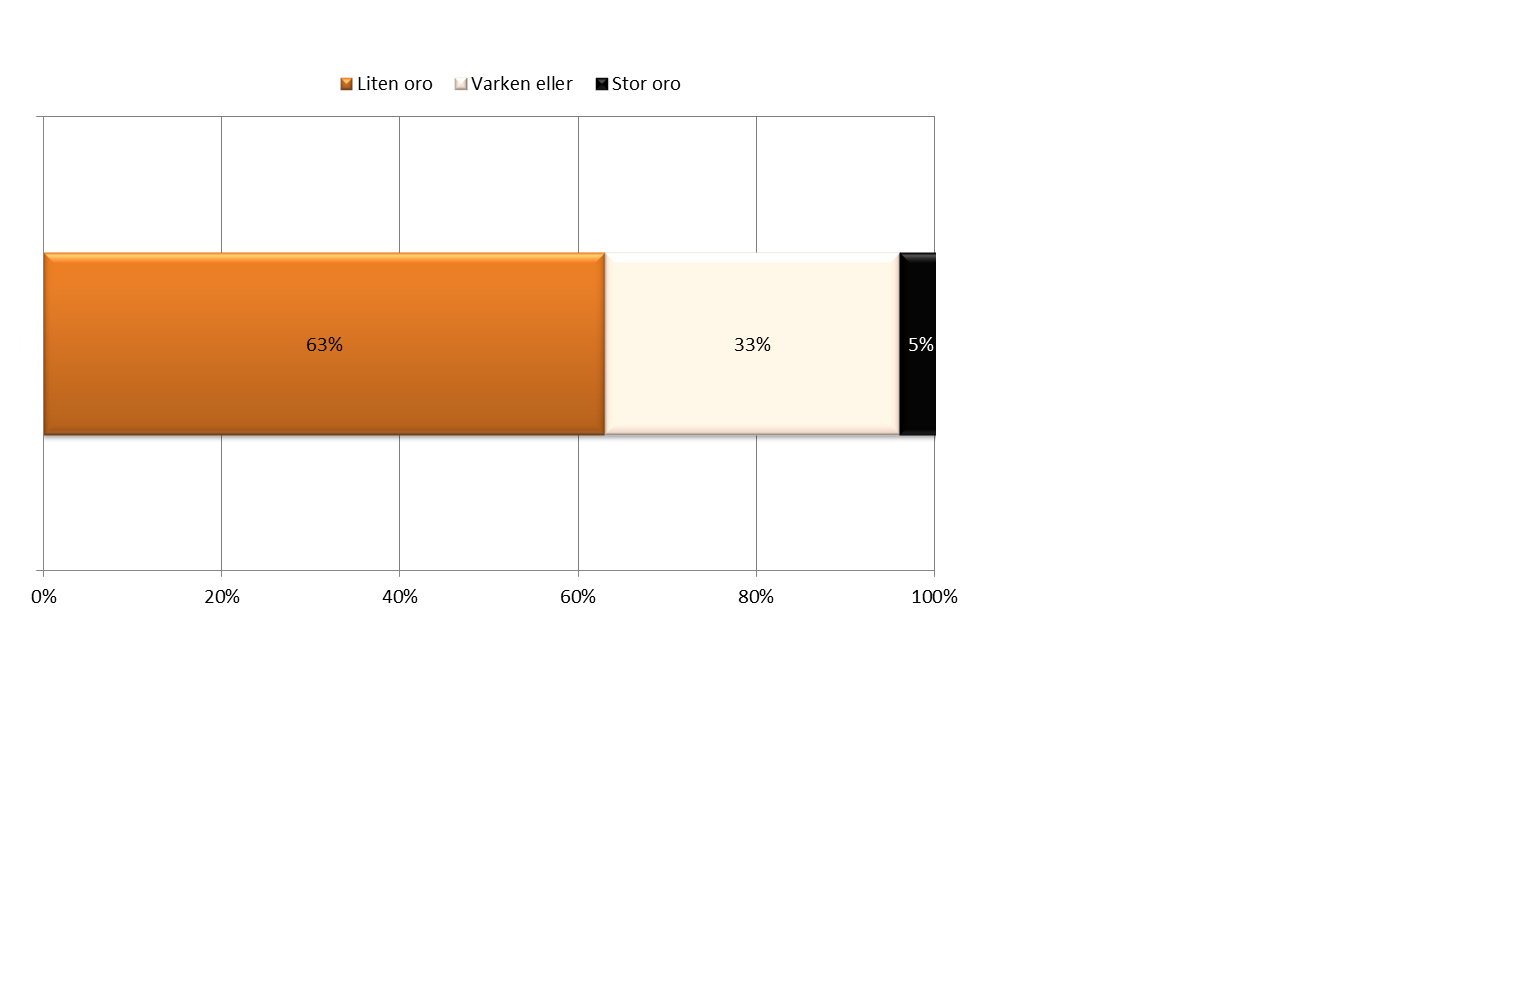 Liten oro Varken eller Stor oro
63% 33% 5%
0% 20% 40% 60% 80% 100%